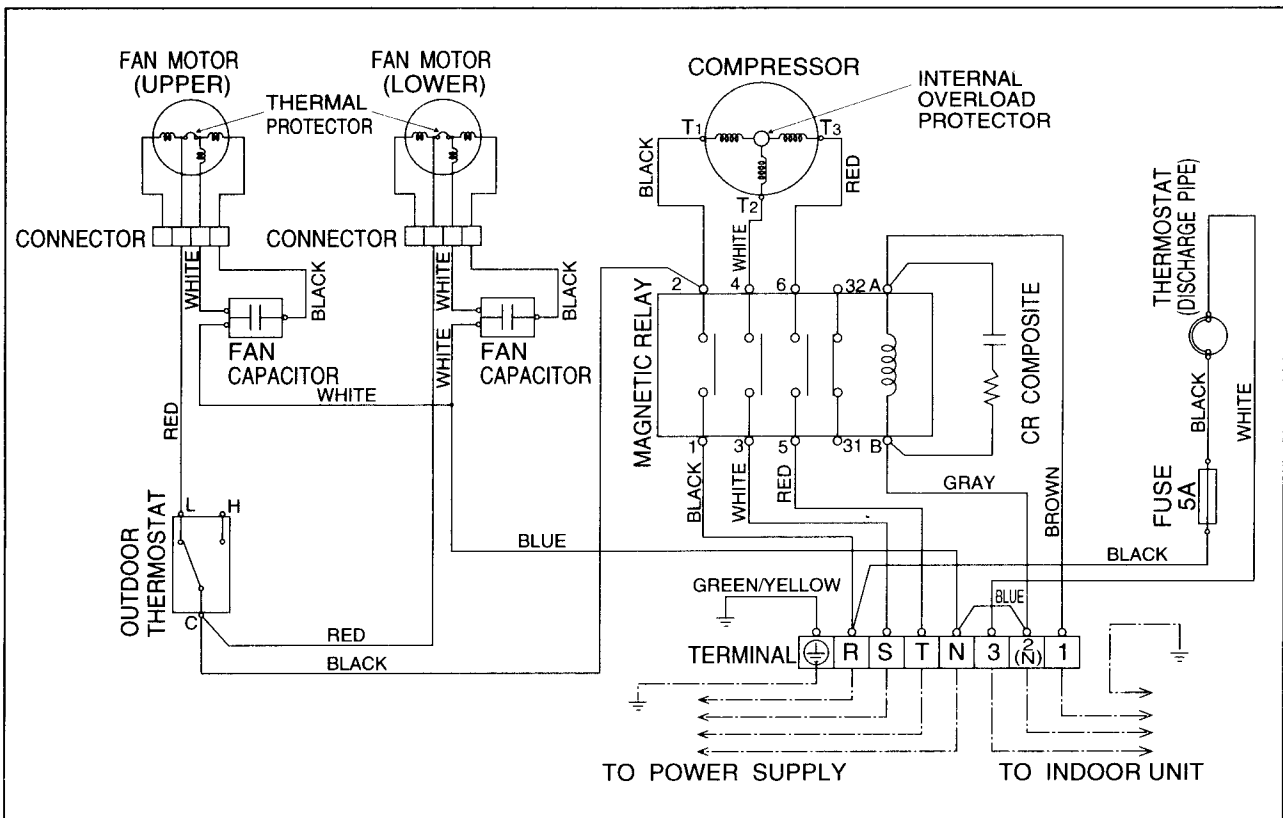 FAN MOTOR
(UPPER)
FAN MOTOR
(LOWER)
THERMAL
PROTECTOR
COMPRESSOR
INTERNAL
OVERLOAD
PROTECTOR
T1
T3
T2
BLACK
RED
WHITE
CONNECTOR
CONNECTOR
WHITE
BLACK
WHITE
BLACK
FAN
CAPACITOR
WHITE
FAN
CAPACITOR
WHITE
RED
2
4
6
32
A
MAGNETIC RELAY
1
3
5
31
B
CR COMPOSITE
THERMOSTAT
(DISCHARGE PIPE)
BLACK
WHITE
FUSE
5A
BLACK
WHITE
RED
GRAY
BROWN
BLACK
OUTDOOR
THERMOSTAT
L
H
C
BLUE
RED
BLACK
GREEN/YELLOW
BLUE
TERMINAL
R
S
T
N
3
2
(N)
1
TO POWER SUPPLY
TO INDOOR UNIT